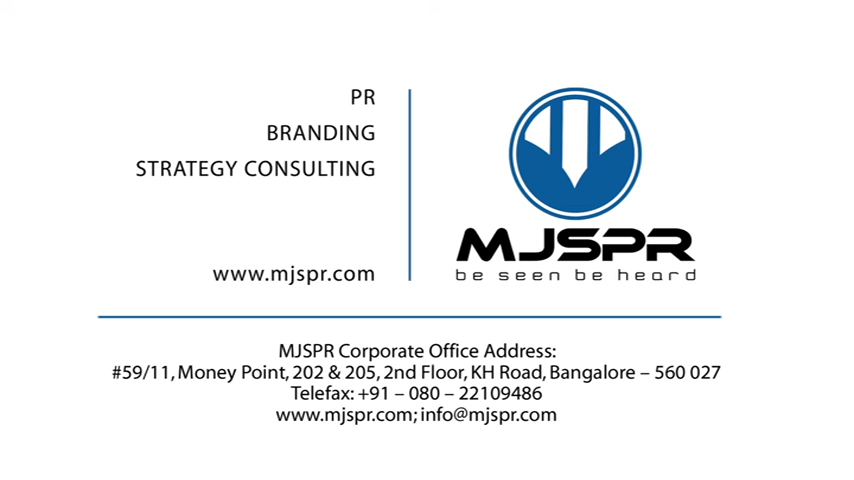 PR
BRANDING
STRATEGY CONSULTING
www.mjspr.com
MJSPR
be seen be heard
MJSPR Corporate Office Address:
#59/11, Money Point, 202 & 205, 2nd Floor, KH Road, Bangalore – 560 027
Telefax: +91 – 080 – 22109486
www.mjspr.com; info@mjspr.com